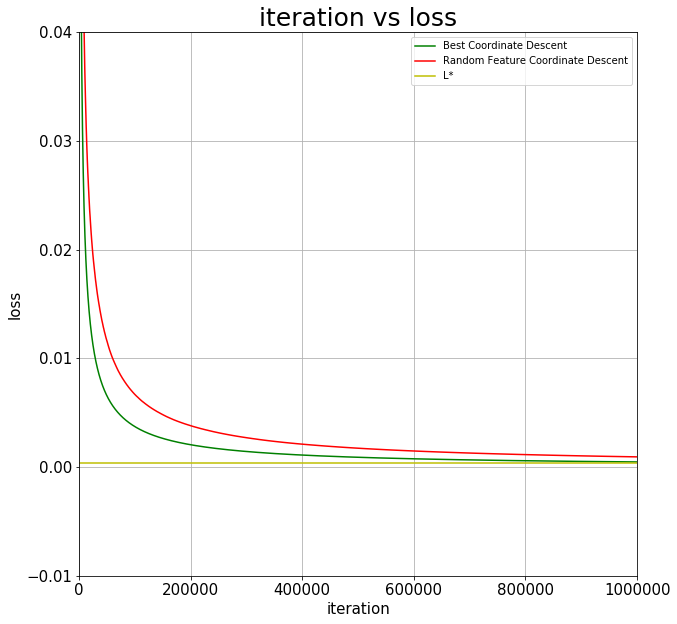 iteration vs loss
Best Coordinate Descent
Random Feature Coordinate Descent
L*
0.04
0.03
0.02
0.01
0.00
−0.01
loss
0 200000 400000 600000 800000 1000000
iteration